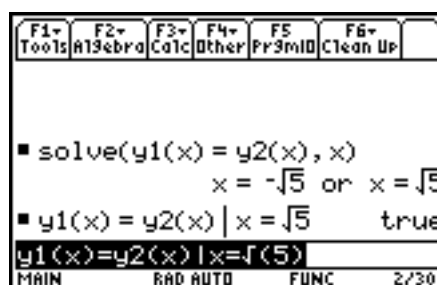 F1▾ F2▾ F3▾ F4▾ F5 F6▾
Tools Algebra Calc Other PrgmIO Clean Up
▪ solve(y1(x) = y2(x), x)
x = -√5 or x = √5
▪ y1(x) = y2(x) | x = √5 true
y1(x)=y2(x)|x=√(5)
MAIN RAD AUTO FUNC 2/30